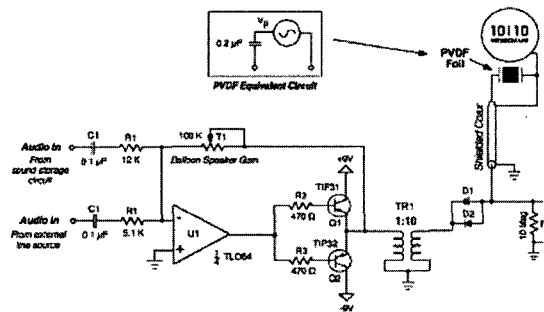 Vp
0.2 µF
PVDF Equivalent Circuit
10|10
PVDF
Foil
Shielded Coax
C1
R1
100 K
T1
Audio In
From
sound storage
circuit
0.1 µF
12 K
Balloon Speaker Gain
+9V
TIP31
R2
470 Ω
Q1
TR1
1:10
D1
D2
10 Meg
C1
R1
Audio In
From external
line source
0.1 µF
5.1 K
-
+
U1
¼ TL064
R3
470 Ω
TIP32
-9V